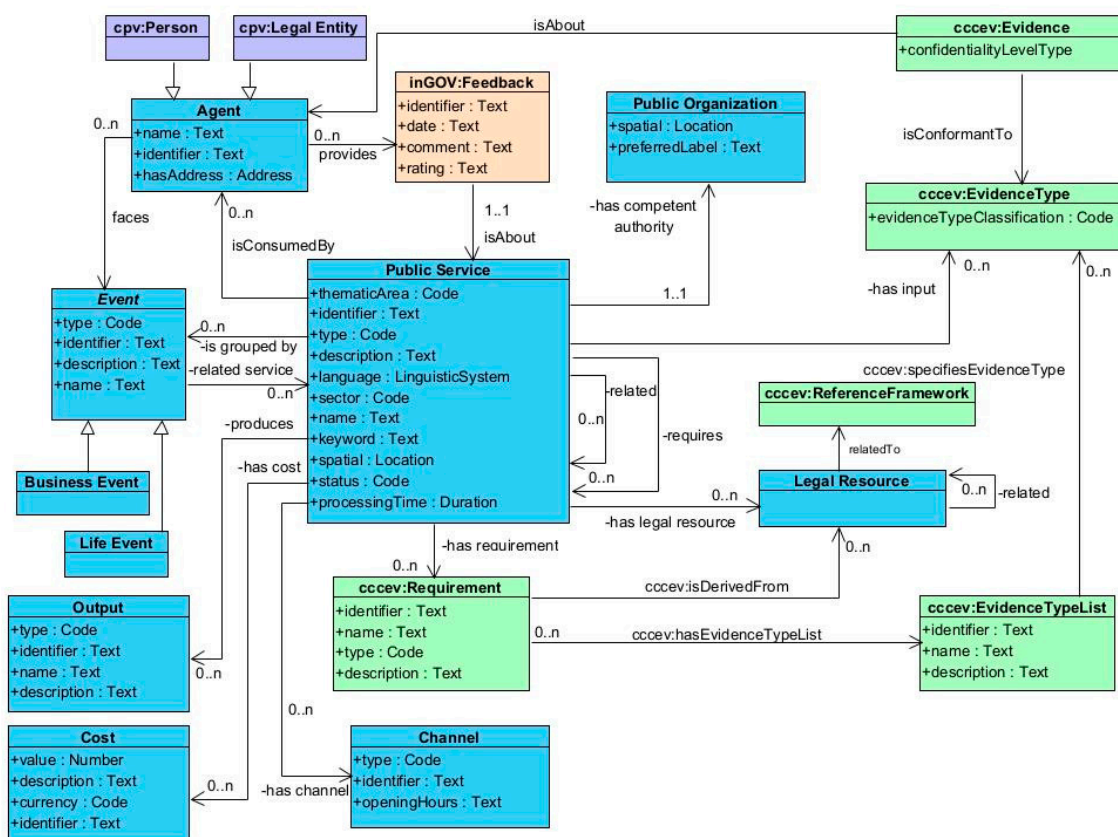 cpv:Person
cpv:Legal Entity
isAbout
cccev:Evidence
+confidentialityLevelType
Agent
+name : Text
+identifier : Text
+hasAddress : Address
0..n
0..n
provides
inGOV:Feedback
+identifier : Text
+date : Text
+comment : Text
+rating : Text
Public Organization
+spatial : Location
+preferredLabel : Text
isConformantTo
cccev:EvidenceType
+evidenceTypeClassification : Code
faces
0..n
isConsumedBy
1..1
isAbout
-has competent
authority
1..1
-has input
0..n
0..n
Event
+type : Code
+identifier : Text
+description : Text
+name : Text
0..n
-is grouped by
-related service
0..n
Public Service
+thematicArea : Code
+identifier : Text
+type : Code
+description : Text
+language : LinguisticSystem
+sector : Code
+name : Text
+keyword : Text
+spatial : Location
+status : Code
+processingTime : Duration
-related
0..n
-requires
0..n
cccev:specifiesEvidenceType
cccev:ReferenceFramework
relatedTo
Legal Resource
0..n
-related
-produces
-has cost
Business Event
Life Event
0..n
-has legal resource
-has requirement
0..n
0..n
cccev:Requirement
+identifier : Text
+name : Text
+type : Code
+description : Text
cccev:isDerivedFrom
0..n
cccev:hasEvidenceTypeList
cccev:EvidenceTypeList
+identifier : Text
+name : Text
+description : Text
Output
+type : Code
+identifier : Text
+name : Text
+description : Text
0..n
0..n
Cost
+value : Number
+description : Text
+currency : Code
+identifier : Text
0..n
-has channel
Channel
+type : Code
+identifier : Text
+openingHours : Text